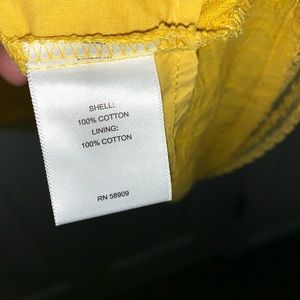 SHELL:
100% COTTON
LINING:
100% COTTON
RN 58909